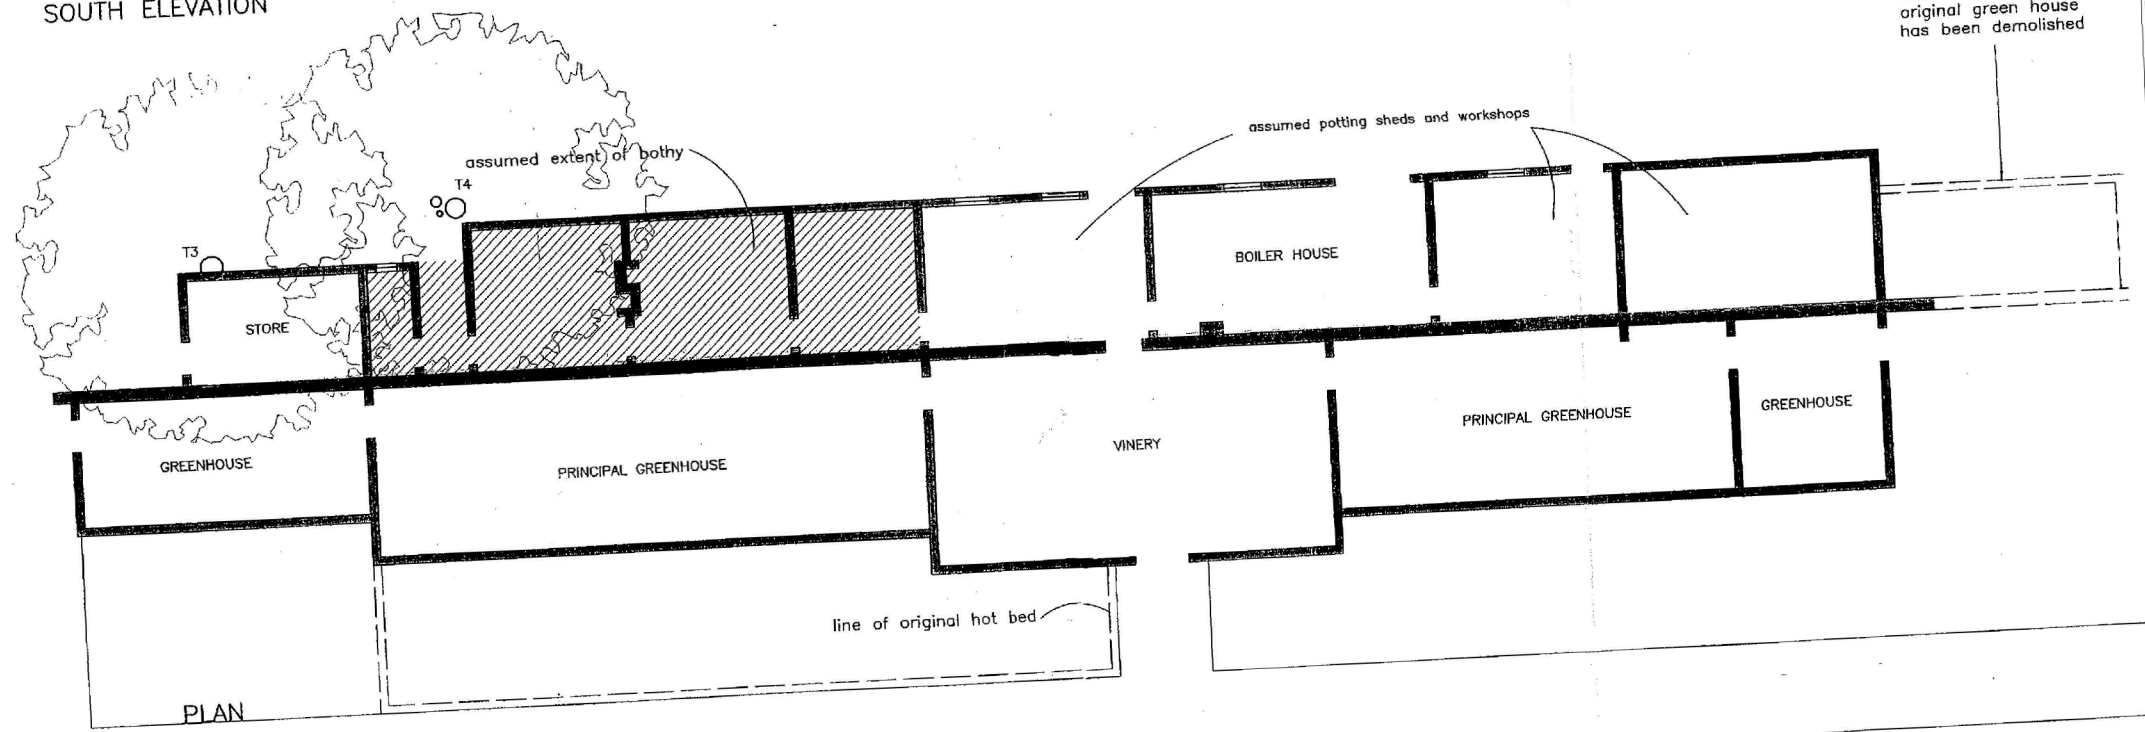 SOUTH ELEVATION
original green house
has been demolished
assumed potting sheds and workshops
assumed extent of bothy
T4
T3
BOILER HOUSE
STORE
GREENHOUSE
PRINCIPAL GREENHOUSE
VINERY
PRINCIPAL GREENHOUSE
GREENHOUSE
line of original hot bed
PLAN